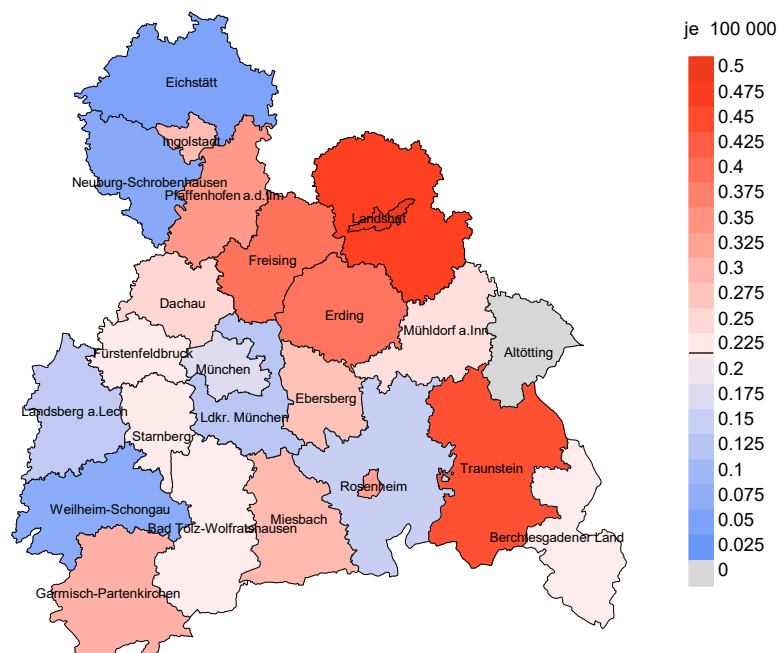 je 100 000
0.5
0.475
0.45
0.425
0.4
0.375
0.35
0.325
0.3
0.275
0.25
0.225
0.2
0.175
0.15
0.125
0.1
0.075
0.05
0.025
0
Eichstätt
Ingolstadt
Neuburg-Schrobenhausen
Pfaffenhofen a.d.Ilm
Landshut
Freising
Dachau
Erding
Mühldorf a.Inn
Altötting
Fürstenfeldbruck
München
Ebersberg
Landsberg a.Lech
Ldkr. München
Starnberg
Traunstein
Rosenheim
Weilheim-Schongau
Miesbach
Bad Tölz-Wolfratshausen
Berchtesgadener Land
Garmisch-Partenkirchen